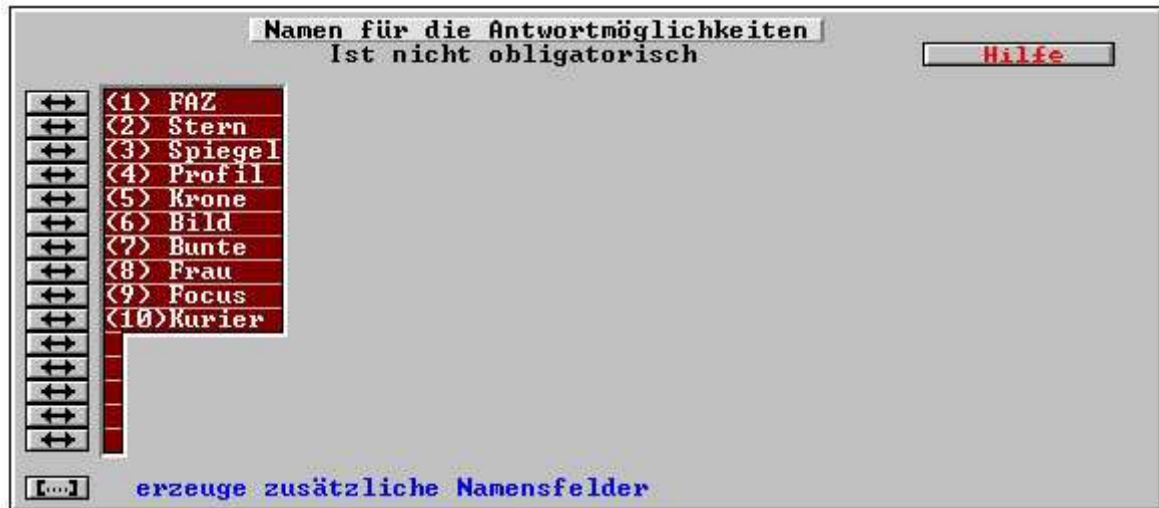 Namen für die Antwortmöglichkeiten
Ist nicht obligatorisch
Hilfe
(1) FAZ
(2) Stern
(3) Spiegel
(4) Profil
(5) Krone
(6) Bild
(7) Bunte
(8) Frau
(9) Focus
(10)Kurier
[....] erzeuge zusätzliche Namensfelder